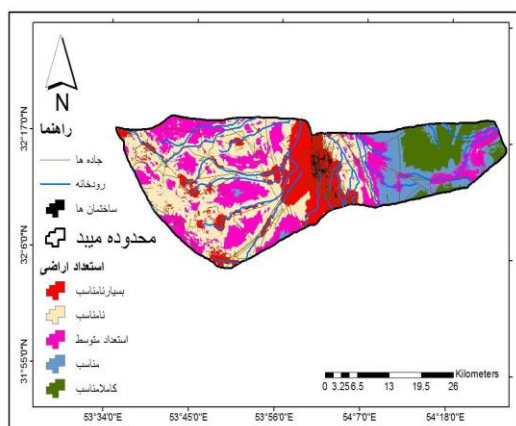 N
راهنما
جاده ها
رودخانه
ساختمان ها
محدوده میبد
استعداد اراضی
بسیارنامناسب
نامناسب
استعداد متوسط
مناسب
کاملامناسب
32°17'0"N
32°6'0"N
31°55'0"N
Kilometers
0 3.25 6.5 13 19.5 26
53°34'0"E 53°45'0"E 53°56'0"E 54°7'0"E 54°18'0"E